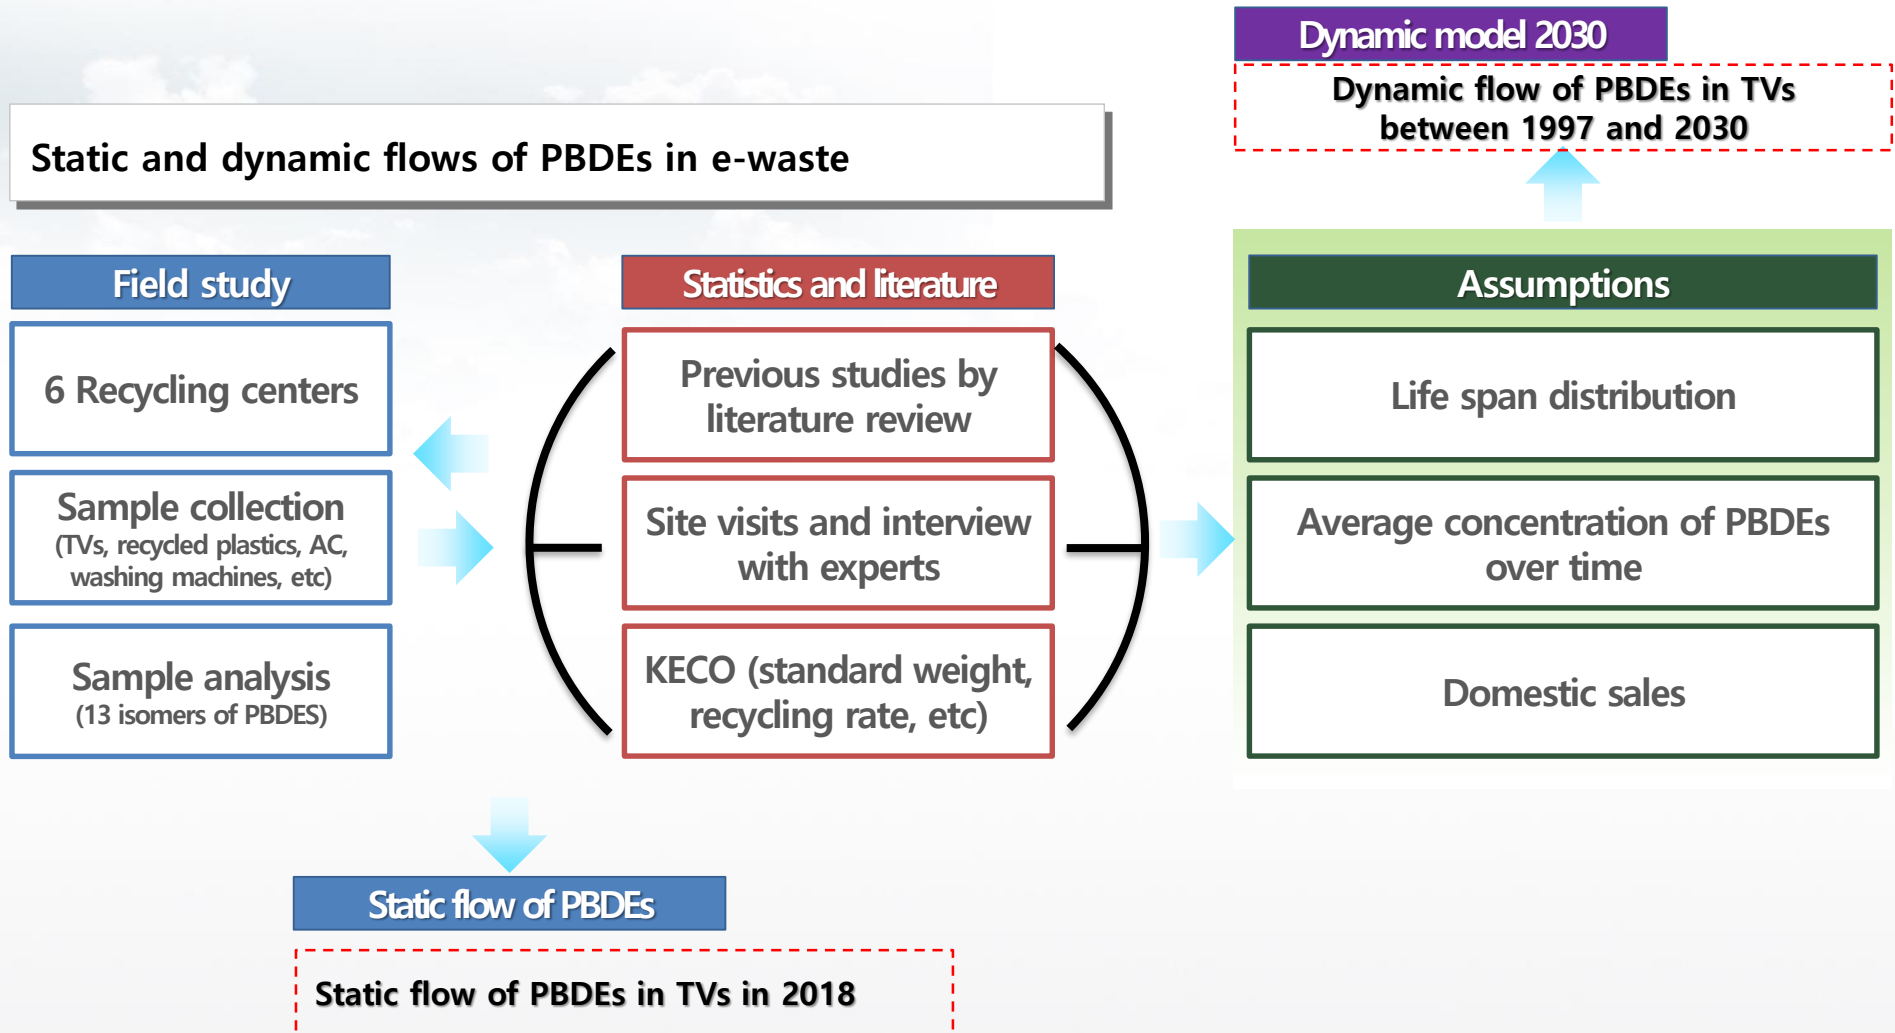 Dynamic model 2030
Dynamic flow of PBDEs in TVs
between 1997 and 2030
Static and dynamic flows of PBDEs in e-waste
Field study
6 Recycling centers
Sample collection
(TVs, recycled plastics, AC,
washing machines, etc)
Sample analysis
(13 isomers of PBDES)
Statistics and literature
Previous studies by
literature review
Site visits and interview
with experts
KECO (standard weight,
recycling rate, etc)
Assumptions
Life span distribution
Average concentration of PBDEs
over time
Domestic sales
Static flow of PBDEs
Static flow of PBDEs in TVs in 2018